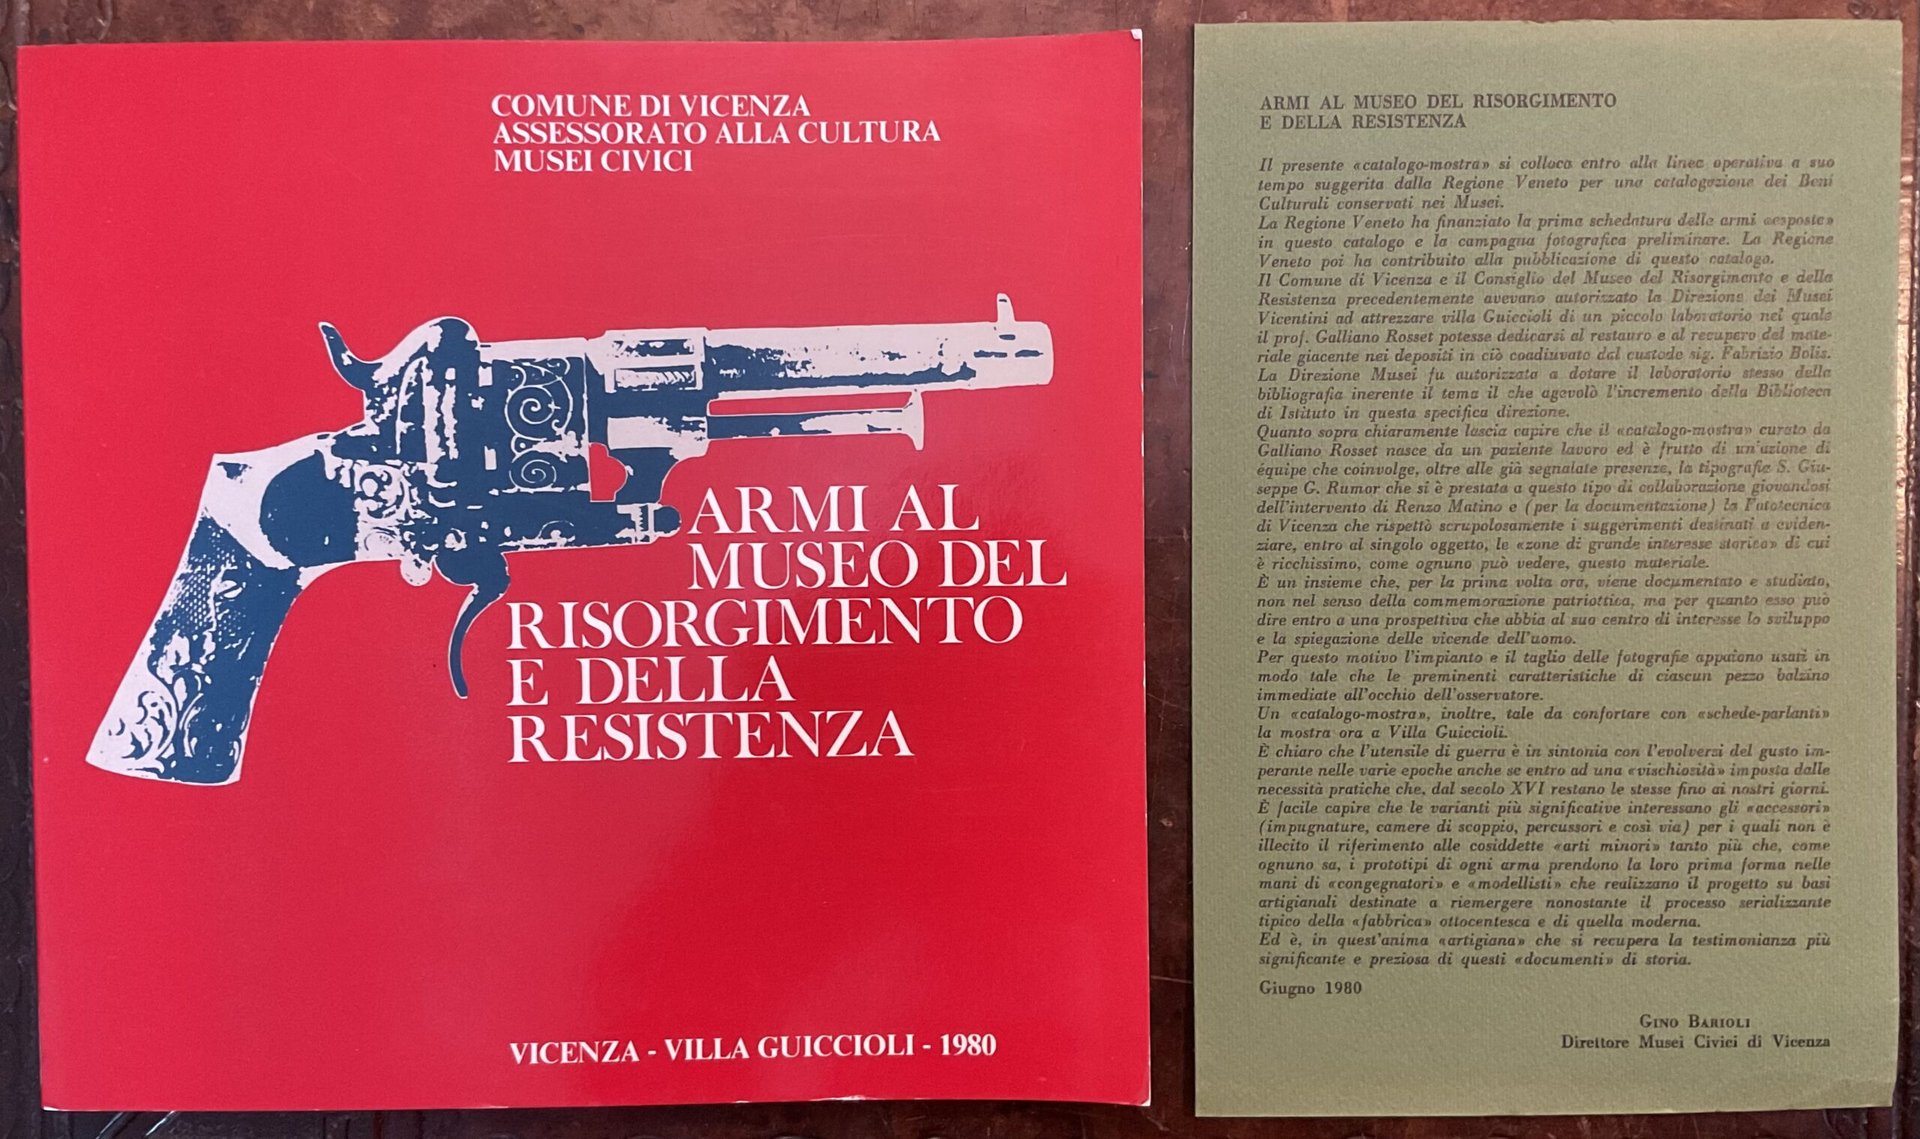 COMUNE DI VICENZA
ASSESSORATO ALLA CULTURA
MUSEI CIVICI
ARMI AL
MUSEO DEL
RISORGIMENTO
E DELLA
RESISTENZA
VICENZA - VILLA GUICCIOLI - 1980
ARMI AL MUSEO DEL RISORGIMENTO
E DELLA RESISTENZA
Il presente «catalogo-mostra» si colloca entro alla linea operativa a suo
tempo suggerita dalla Regione Veneto per una catalogazione dei Beni
Culturali conservati nei Musei.
La Regione Veneto ha finanziato la prima schedatura delle armi «esposte»
in questo catalogo e la campagna fotografica preliminare. La Regione
Veneto poi ha contribuito alla pubblicazione di questo catalogo.
Il Comune di Vicenza e il Consiglio del Museo del Risorgimento e della
Resistenza precedentemente avevano autorizzato la Direzione dei Musei
Vicentini ad attrezzare villa Guiccioli di un piccolo laboratorio nel quale
il prof. Galliano Rosset potesse dedicarsi al restauro e al recupero del mate-
riale giacente nei depositi in ciò coadiuvato dal custode sig. Fabrizio Bolis.
La Direzione Musei fu autorizzata a dotare il laboratorio stesso della
bibliografia inerente il tema il che agevolò l'incremento della Biblioteca
di Istituto in questa specifica direzione.
Quanto sopra chiaramente lascia capire che il «catalogo-mostra» curato da
Galliano Rosset nasce da un paziente lavoro ed è frutto di un'azione di
équipe che coinvolge, oltre alle già segnalate presenze, la tipografia S. Giu-
seppe G. Rumor che si è prestata a questo tipo di collaborazione giovandosi
dell'intervento di Renzo Matino e (per la documentazione) la Fototecnica
di Vicenza che rispettò scrupolosamente i suggerimenti destinati a eviden-
ziare, entro al singolo oggetto, le «zone di grande interesse storico» di cui
è ricchissimo, come ognuno può vedere, questo materiale.
È un insieme che, per la prima volta ora, viene documentato e studiato,
non nel senso della commemorazione patriottica, ma per quanto esso può
dire entro a una prospettiva che abbia al suo centro di interesse lo sviluppo
e la spiegazione delle vicende dell'uomo.
Per questo motivo l'impianto e il taglio delle fotografie appaiono usati in
modo tale che le preminenti caratteristiche di ciascun pezzo balzino
immediate all'occhio dell'osservatore.
Un «catalogo-mostra», inoltre, tale da confortare con «schede-parlanti»
la mostra ora a Villa Guiccioli.
È chiaro che l'utensile di guerra è in sintonia con l'evolversi del gusto im-
perante nelle varie epoche anche se entro ad una «vischiosità» imposta dalle
necessità pratiche che, dal secolo XVI restano le stesse fino ai nostri giorni.
È facile capire che le varianti più significative interessano gli «accessori»
(impugnature, camere di scoppio, percussori e così via) per i quali non è
illecito il riferimento alle cosiddette «arti minori» tanto più che, come
ognuno sa, i prototipi di ogni arma prendono la loro prima forma nelle
mani di «congegnatori» e «modellisti» che realizzano il progetto su basi
artigianali destinate a riemergere nonostante il processo serializzante
tipico della «fabbrica» ottocentesca e di quella moderna.
Ed è, in quest'anima «artigiana» che si recupera la testimonianza più
significante e preziosa di questi «documenti» di storia.
Giugno 1980
GINO BARIOLI
Direttore Musei Civici di Vicenza